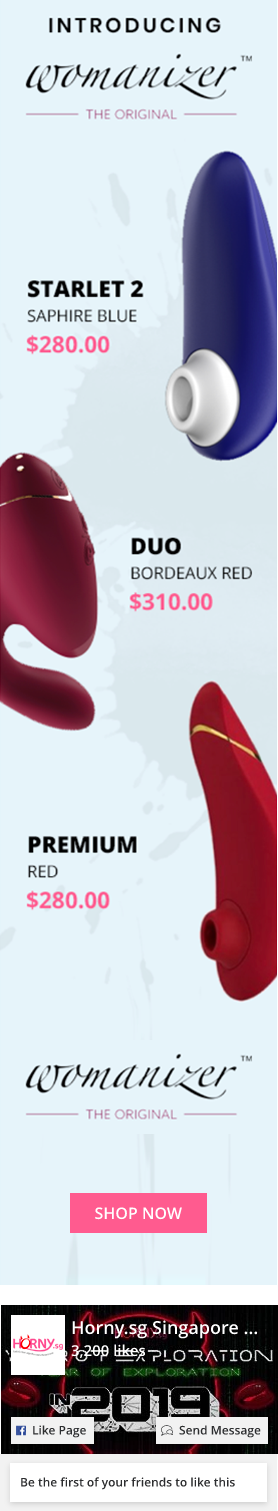 INTRODUCING
womanizer™
THE ORIGINAL
STARLET 2
SAPHIRE BLUE
$280.00
DUO
BORDEAUX RED
$310.00
PREMIUM
RED
$280.00
womanizer™
THE ORIGINAL
SHOP NOW
HORNY.sg
Horny.sg Singapore ...
3,200 likes
EXPLORATION
OF EXPLORATION
IN 2019
Like Page
Send Message
Be the first of your friends to like this